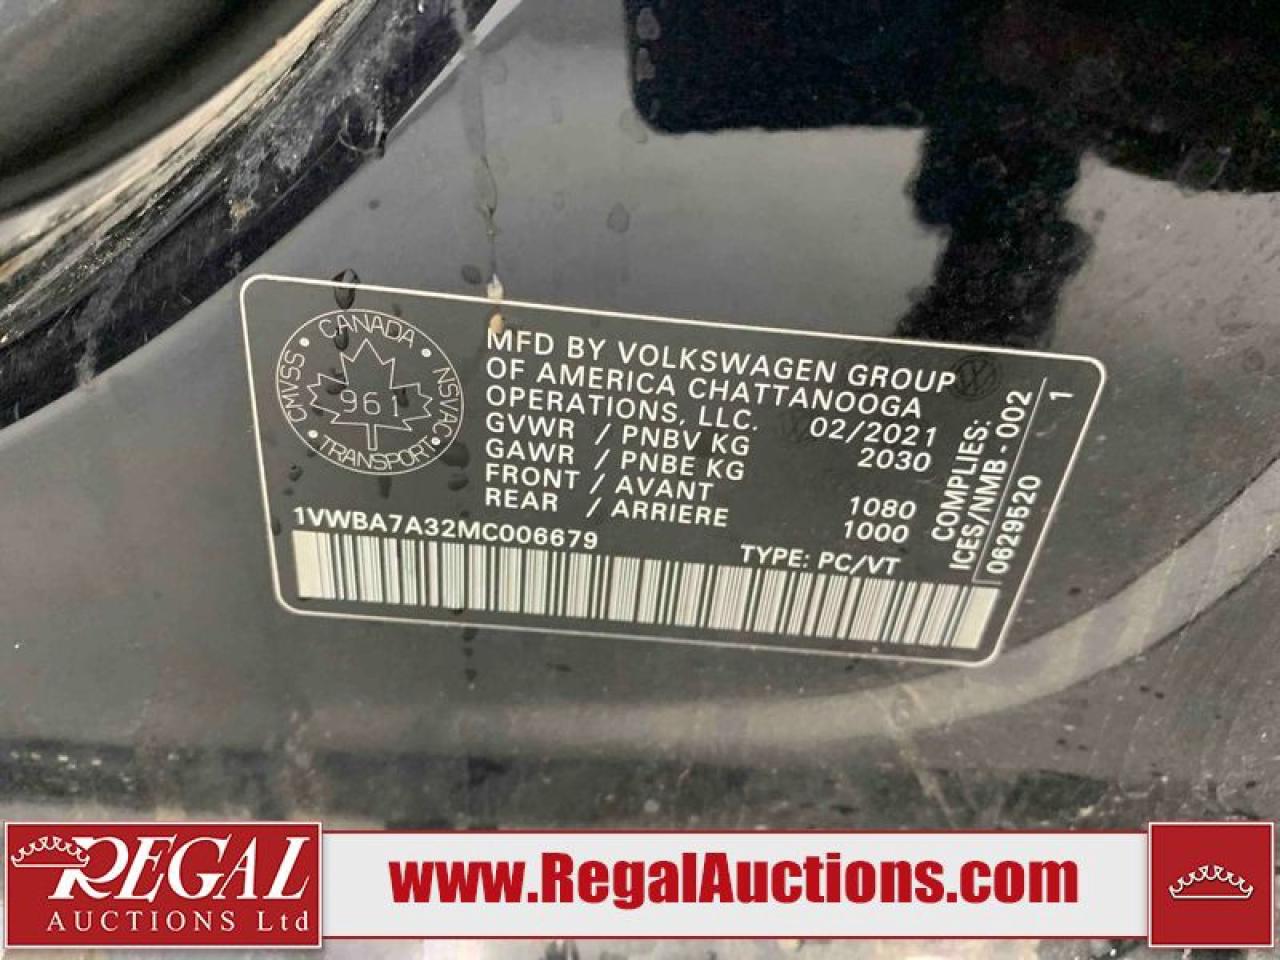 CANADA
CMVSS • NSVAC
961
TRANSPORT
MFD BY VOLKSWAGEN GROUP
OF AMERICA CHATTANOOGA
OPERATIONS, LLC. 02/2021
GVWR / PNBV KG 2030
GAWR / PNBE KG
FRONT / AVANT 1080
REAR / ARRIERE 1000
1VWBA7A32MC006679
TYPE: PC/VT
COMPLIES:
ICES/NMB-002
06295520 1
REGAL
AUCTIONS Ltd
www.RegalAuctions.com